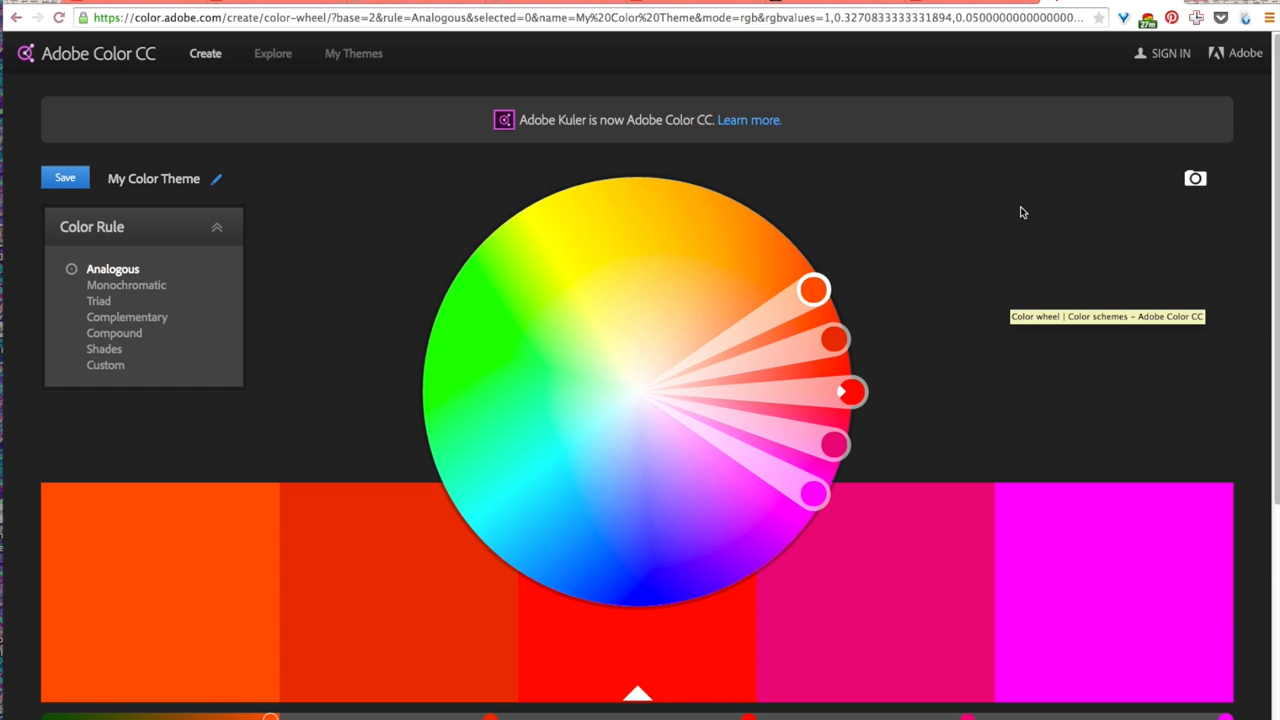 https://color.adobe.com/create/color-wheel/?base=2&rule=Analogous&selected=0&name=My%20Color%20Theme&mode=rgb&rgbvalues=1,0.3270833333331894,0.0500000000000000...
27m
Adobe Color CC
Create
Explore
My Themes
SIGN IN
Adobe
Adobe Kuler is now Adobe Color CC. Learn more.
Save
My Color Theme
Color Rule
Analogous
Monochromatic
Triad
Complementary
Compound
Shades
Custom
Color wheel | Color schemes - Adobe Color CC